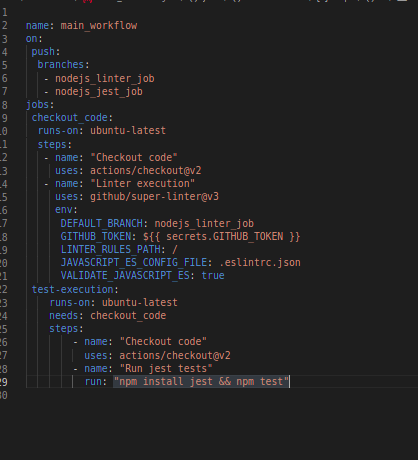 1
2 name: main_workflow
3 on:
4 push:
5 branches:
6 - nodejs_linter_job
7 - nodejs_jest_job
8 jobs:
9 checkout_code:
10 runs-on: ubuntu-latest
11 steps:
12 - name: "Checkout code"
13 uses: actions/checkout@v2
14 - name: "Linter execution"
15 uses: github/super-linter@v3
16 env:
17 DEFAULT_BRANCH: nodejs_linter_job
18 GITHUB_TOKEN: ${{ secrets.GITHUB_TOKEN }}
19 LINTER_RULES_PATH: /
20 JAVASCRIPT_ES_CONFIG_FILE: .eslintrc.json
21 VALIDATE_JAVASCRIPT_ES: true
22 test-execution:
23 runs-on: ubuntu-latest
24 needs: checkout_code
25 steps:
26 - name: "Checkout code"
27 uses: actions/checkout@v2
28 - name: "Run jest tests"
29 run: "npm install jest && npm test"
30